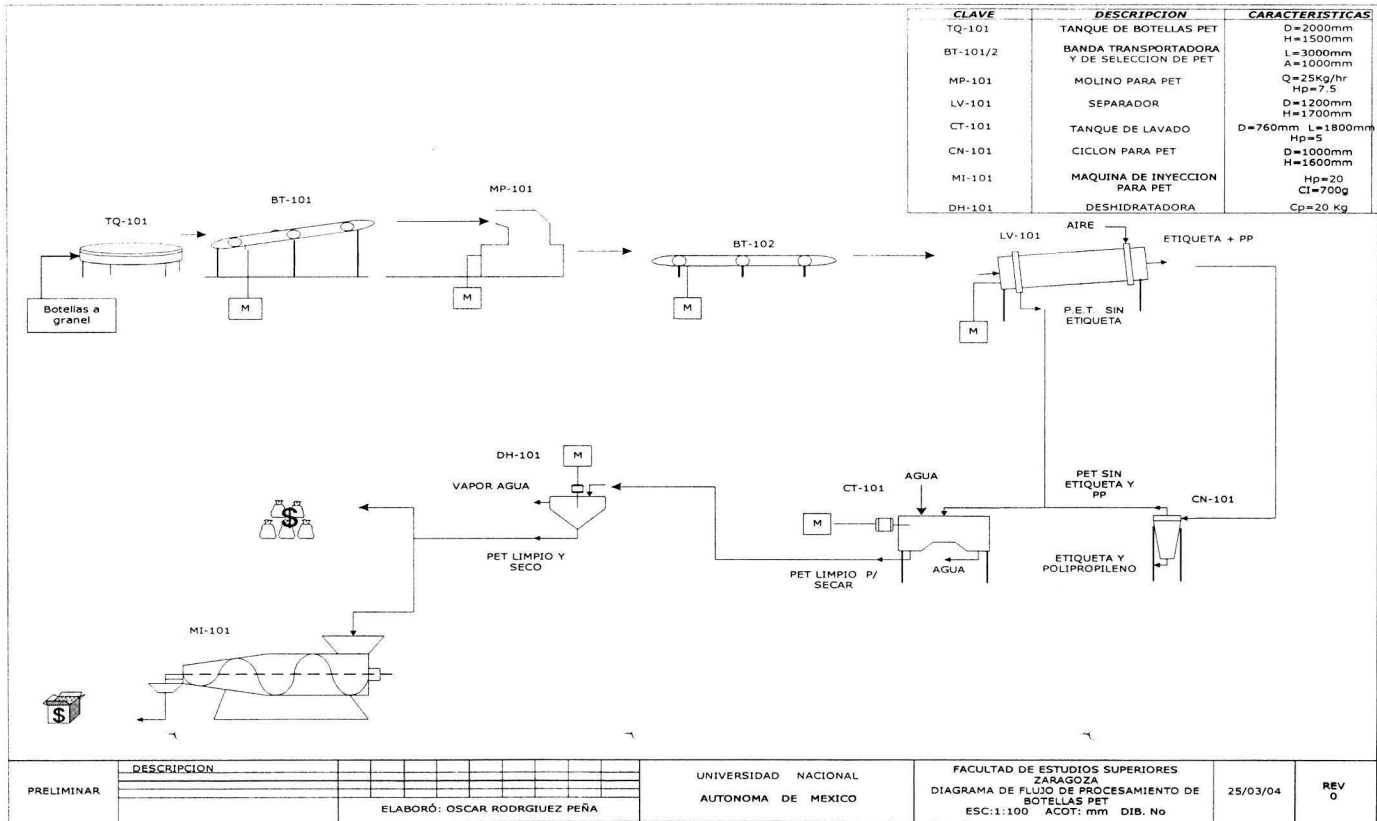 CLAVE DESCRIPCION CARACTERISTICAS
TQ-101 TANQUE DE BOTELLAS PET D=2000mm
H=1500mm
BT-101/2 BANDA TRANSPORTADORA L=3000mm
Y DE SELECCION DE PET A=1000mm
MP-101 MOLINO PARA PET Q=25Kg/hr
Hp=7.5
LV-101 SEPARADOR D=1200mm
H=1700mm
CT-101 TANQUE DE LAVADO D=760mm L=1800mm
Hp=5
CN-101 CICLON PARA PET D=1000mm
H=1600mm
MI-101 MAQUINA DE INYECCION Hp=20
PARA PET CI=700g
DH-101 DESHIDRATADORA Cp=20 Kg
TQ-101
BT-101
MP-101
BT-102
LV-101
AIRE
ETIQUETA + PP
Botellas a
granel
M
M
M
M
P.E.T. SIN
ETIQUETA
DH-101
M
VAPOR AGUA
$
PET LIMPIO Y
SECO
CT-101
AGUA
M
PET LIMPIO P/
SECAR
AGUA
PET SIN
ETIQUETA Y
PP
CN-101
ETIQUETA Y
POLIPROPILENO
MI-101
$
PRELIMINAR
DESCRIPCION
ELABORÓ: OSCAR RODRGIUEZ PEÑA
UNIVERSIDAD NACIONAL
AUTONOMA DE MEXICO
FACULTAD DE ESTUDIOS SUPERIORES
ZARAGOZA
DIAGRAMA DE FLUJO DE PROCESAMIENTO DE
BOTELLAS PET
ESC:1:100 ACOT: mm DIB. No
25/03/04
REV
0